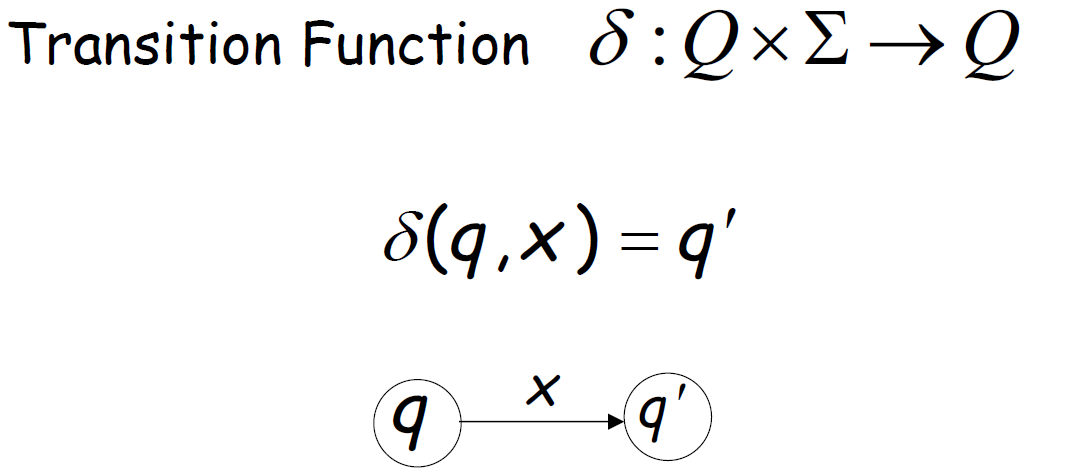 Transition Function δ : Q × Σ → Q
δ(q,x) = q′
x
q q′